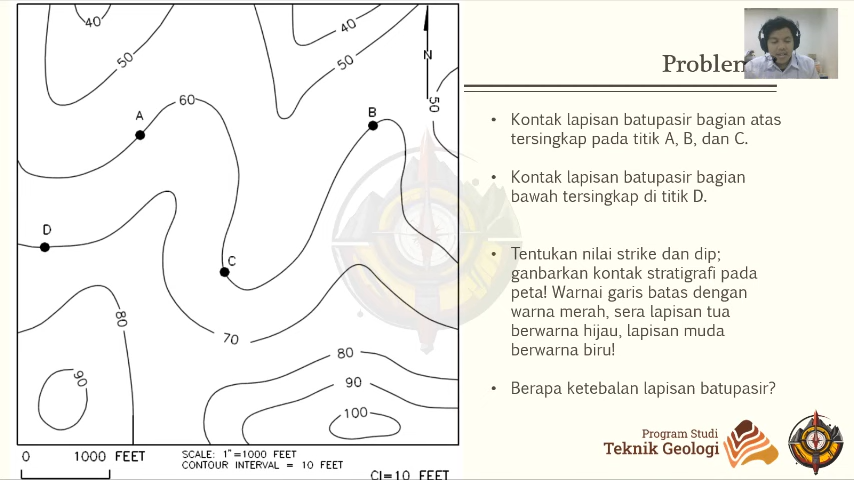 40
40
50
50
N
50
60
A
B
D
C
70
80
80
90
90
100
0 1000 FEET
SCALE: 1"=1000 FEET
CONTOUR INTERVAL = 10 FEET
CI=10 FEET
Problem
• Kontak lapisan batupasir bagian atas
tersingkap pada titik A, B, dan C.
• Kontak lapisan batupasir bagian
bawah tersingkap di titik D.
• Tentukan nilai strike dan dip;
ganbarkan kontak stratigrafi pada
peta! Warnai garis batas dengan
warna merah, sera lapisan tua
berwarna hijau, lapisan muda
berwarna biru!
• Berapa ketebalan lapisan batupasir?
Program Studi
Teknik Geologi